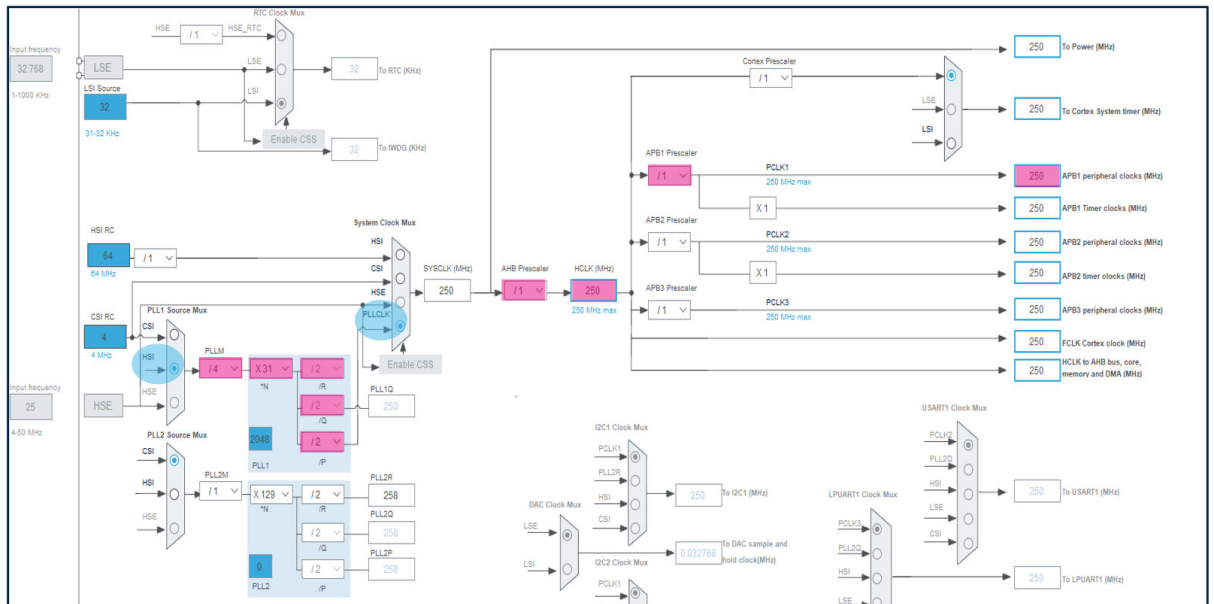 RTC Clock Mux
HSE
/ 1
HSE_RTC
Input frequency
32.768
1-1000 KHz
LSE
LSE
32
To RTC (KHz)
LSI Source
32
31-32 KHz
LSI
Enable CSS
32
To IWDG (KHz)
250
To Power (MHz)
Cortex Prescaler
/ 1
LSE
LSI
250
To Cortex System timer (MHz)
APB1 Prescaler
/ 1
PCLK1
250 MHz max
250
APB1 peripheral clocks (MHz)
X 1
250
APB1 Timer clocks (MHz)
APB2 Prescaler
/ 1
PCLK2
250 MHz max
250
APB2 peripheral clocks (MHz)
X 1
250
APB2 timer clocks (MHz)
APB3 Prescaler
/ 1
PCLK3
250 MHz max
250
APB3 peripheral clocks (MHz)
250
FCLK Cortex clock (MHz)
250
HCLK to AHB bus, core,
memory and DMA (MHz)
System Clock Mux
HSI
CSI
HSE
PLLCLK
Enable CSS
SYSCLK (MHz)
250
AHB Prescaler
/ 1
HCLK (MHz)
250
250 MHz max
HSI RC
64
64 MHz
/ 1
CSI RC
4
4 MHz
PLL1 Source Mux
CSI
HSI
HSE
PLLM
/ 4
X 31
*N
/ 2
/R
/ 2
/Q
/ 2
/P
2048
PLL1
PLL1Q
250
Input frequency
25
4-50 MHz
HSE
PLL2 Source Mux
CSI
HSI
HSE
PLL2M
/ 1
X 129
*N
/ 2
/R
/ 2
/Q
/ 2
/P
0
PLL2
PLL2R
258
PLL2Q
258
PLL2P
258
I2C1 Clock Mux
PCLK1
PLL2R
HSI
CSI
250
To I2C1 (MHz)
DAC Clock Mux
LSE
LSI
0.032768
To DAC sample and
hold clock(MHz)
I2C2 Clock Mux
PCLK1
USART1 Clock Mux
PCLK2
PLL2Q
HSI
LSE
CSI
250
To USART1 (MHz)
LPUART1 Clock Mux
PCLK3
PLL2Q
HSI
LSE
250
To LPUART1 (MHz)